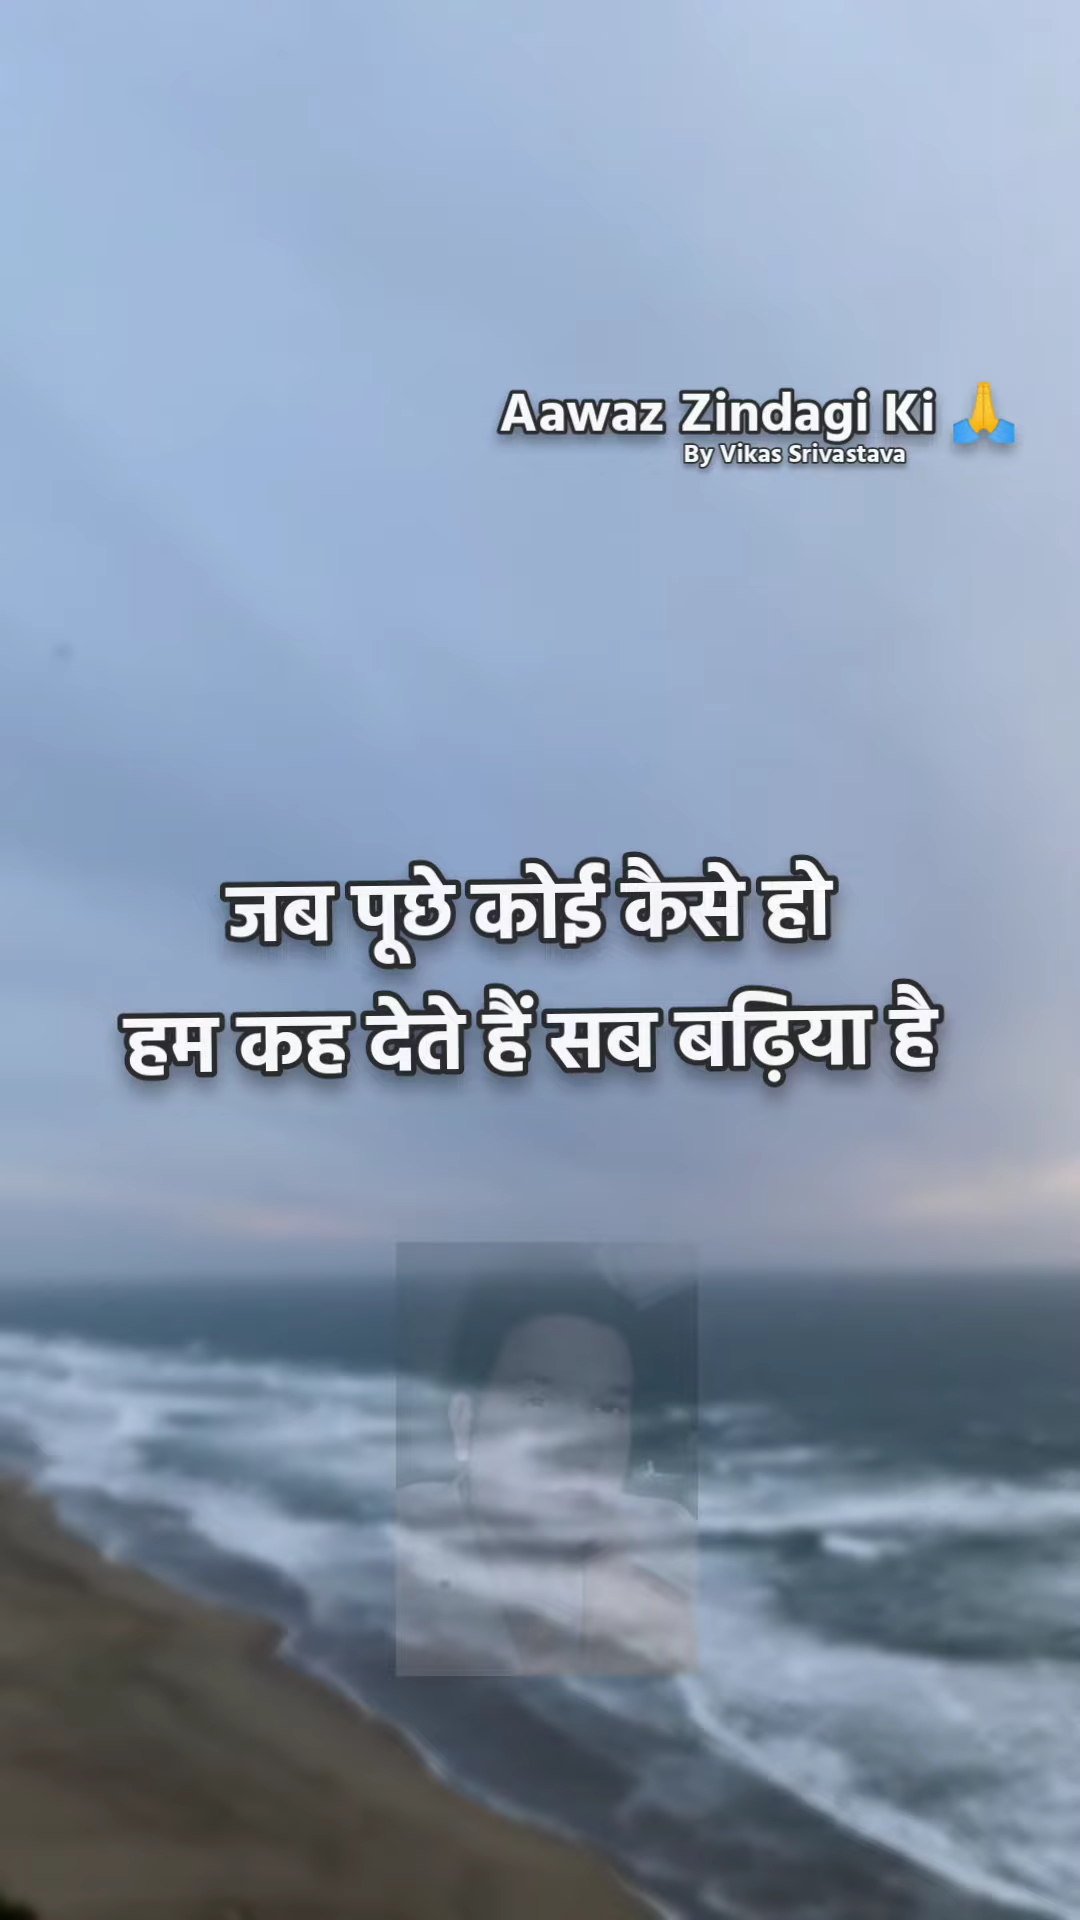 Aawaz Zindagi Ki 🙏
By Vikas Srivastava
जब पूछे कोई कैसे हो
हम कह देते हैं सब बढ़िया है